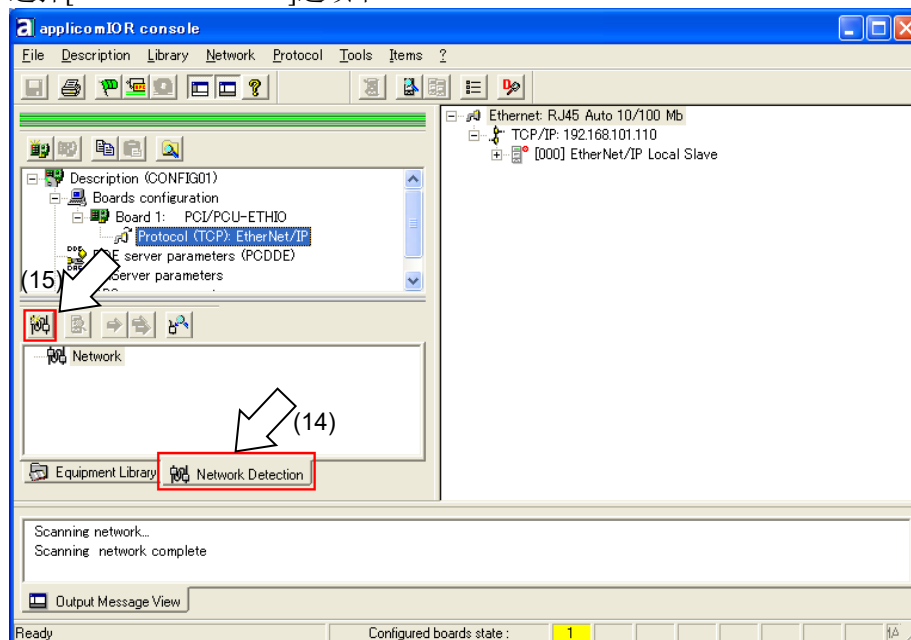 applicomIOR console
File Description Library Network Protocol Tools Items ?
Ethernet: RJ45 Auto 10/100 Mb
TCP/IP: 192.168.101.110
[000] EtherNet/IP Local Slave
Description (CONFIG01)
Boards configuration
Board 1: PCI/PCU-ETHIO
Protocol (TCP): EtherNet/IP
server parameters (PCDDE)
Server parameters
(15)
Network
(14)
Equipment Library
Network Detection
Scanning network...
Scanning network complete
Output Message View
Ready
Configured boards state :
1